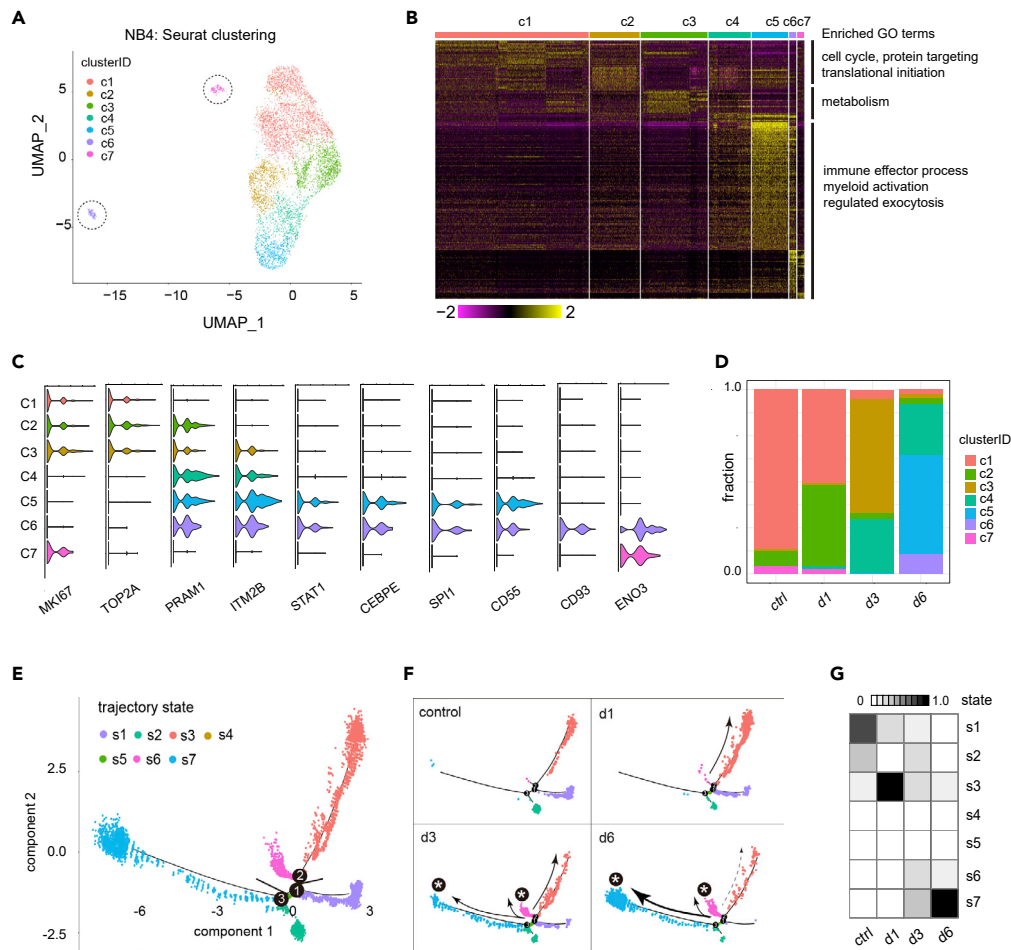 A
NB4: Seurat clustering
clusterID
c1
c2
c3
c4
c5
c6
c7
UMAP_2
5
0
−5
−15
−10
−5
0
5
UMAP_1
B
c1
c2
c3
c4
c5
c6
c7
Enriched GO terms
cell cycle, protein targeting
translational initiation
metabolism
immune effector process
myeloid activation
regulated exocytosis
−2
2
C
C1
C2
C3
C4
C5
C6
C7
MKI67
TOP2A
PRAM1
ITM2B
STAT1
CEBPE
SPI1
CD55
CD93
ENO3
D
1.0
fraction
0.0
ctrl
d1
d3
d6
clusterID
c1
c2
c3
c4
c5
c6
c7
E
trajectory state
s1 s2 s3 s4
s5 s6 s7
component 2
2.5
0.0
-2.5
2
1
3
-6
-3
0
3
component 1
F
control
d1
d3
d6
G
0 1.0 state
s1
s2
s3
s4
s5
s6
s7
ctrl
d1
d3
d6